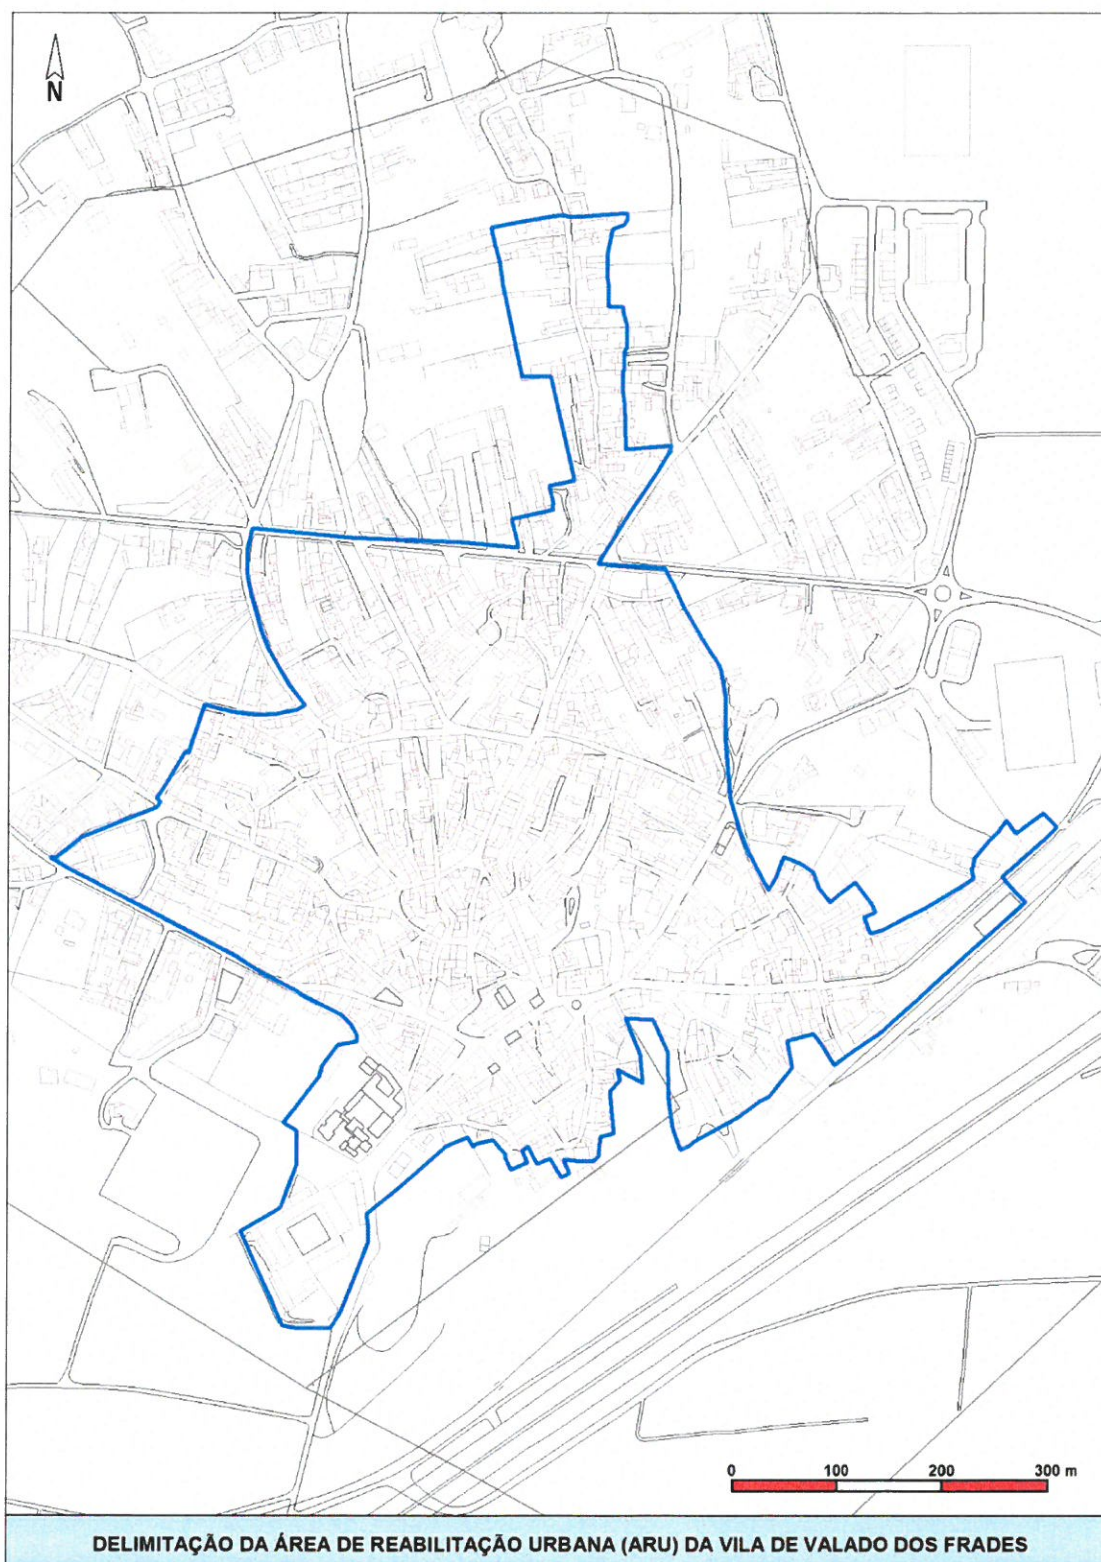 N
0 100 200 300 m
DELIMITAÇÃO DA ÁREA DE REABILITAÇÃO URBANA (ARU) DA VILA DE VALADO DOS FRADES